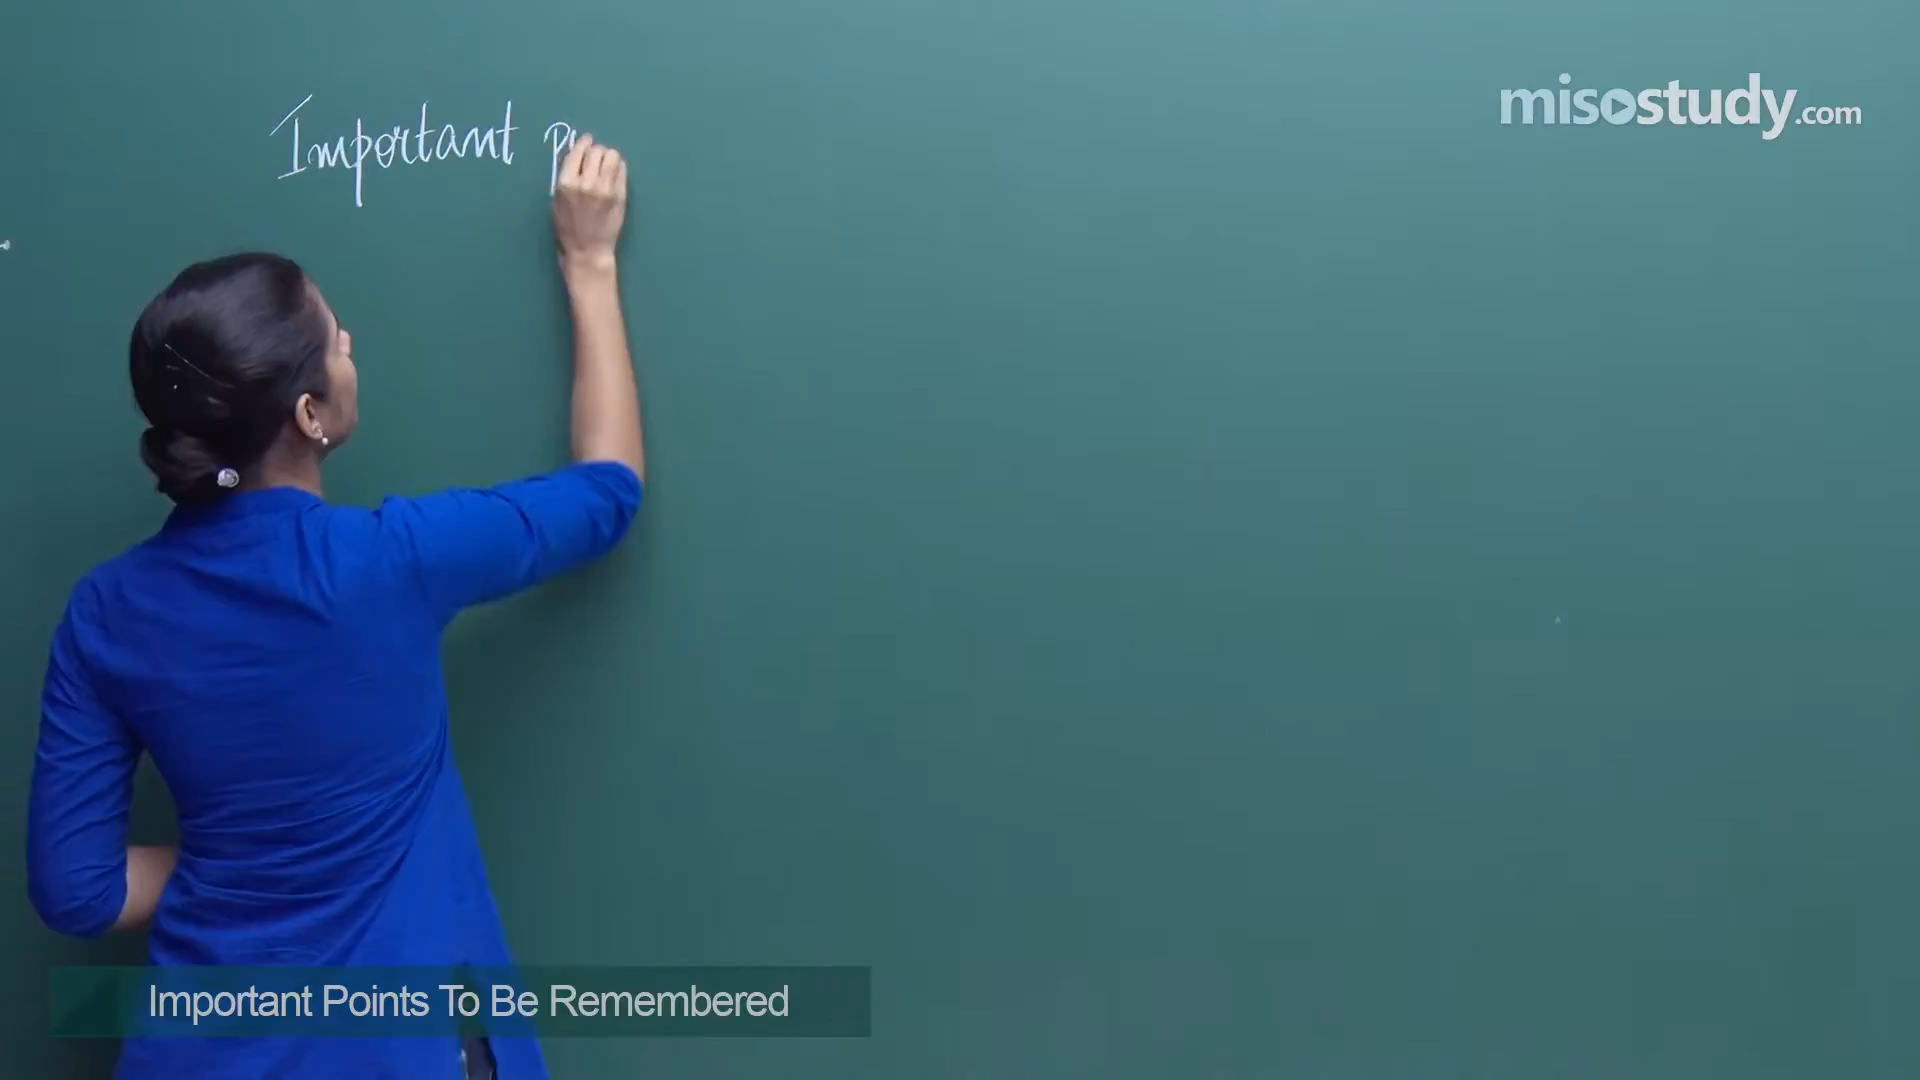 misostudy.com
Important
Important Points To Be Remembered